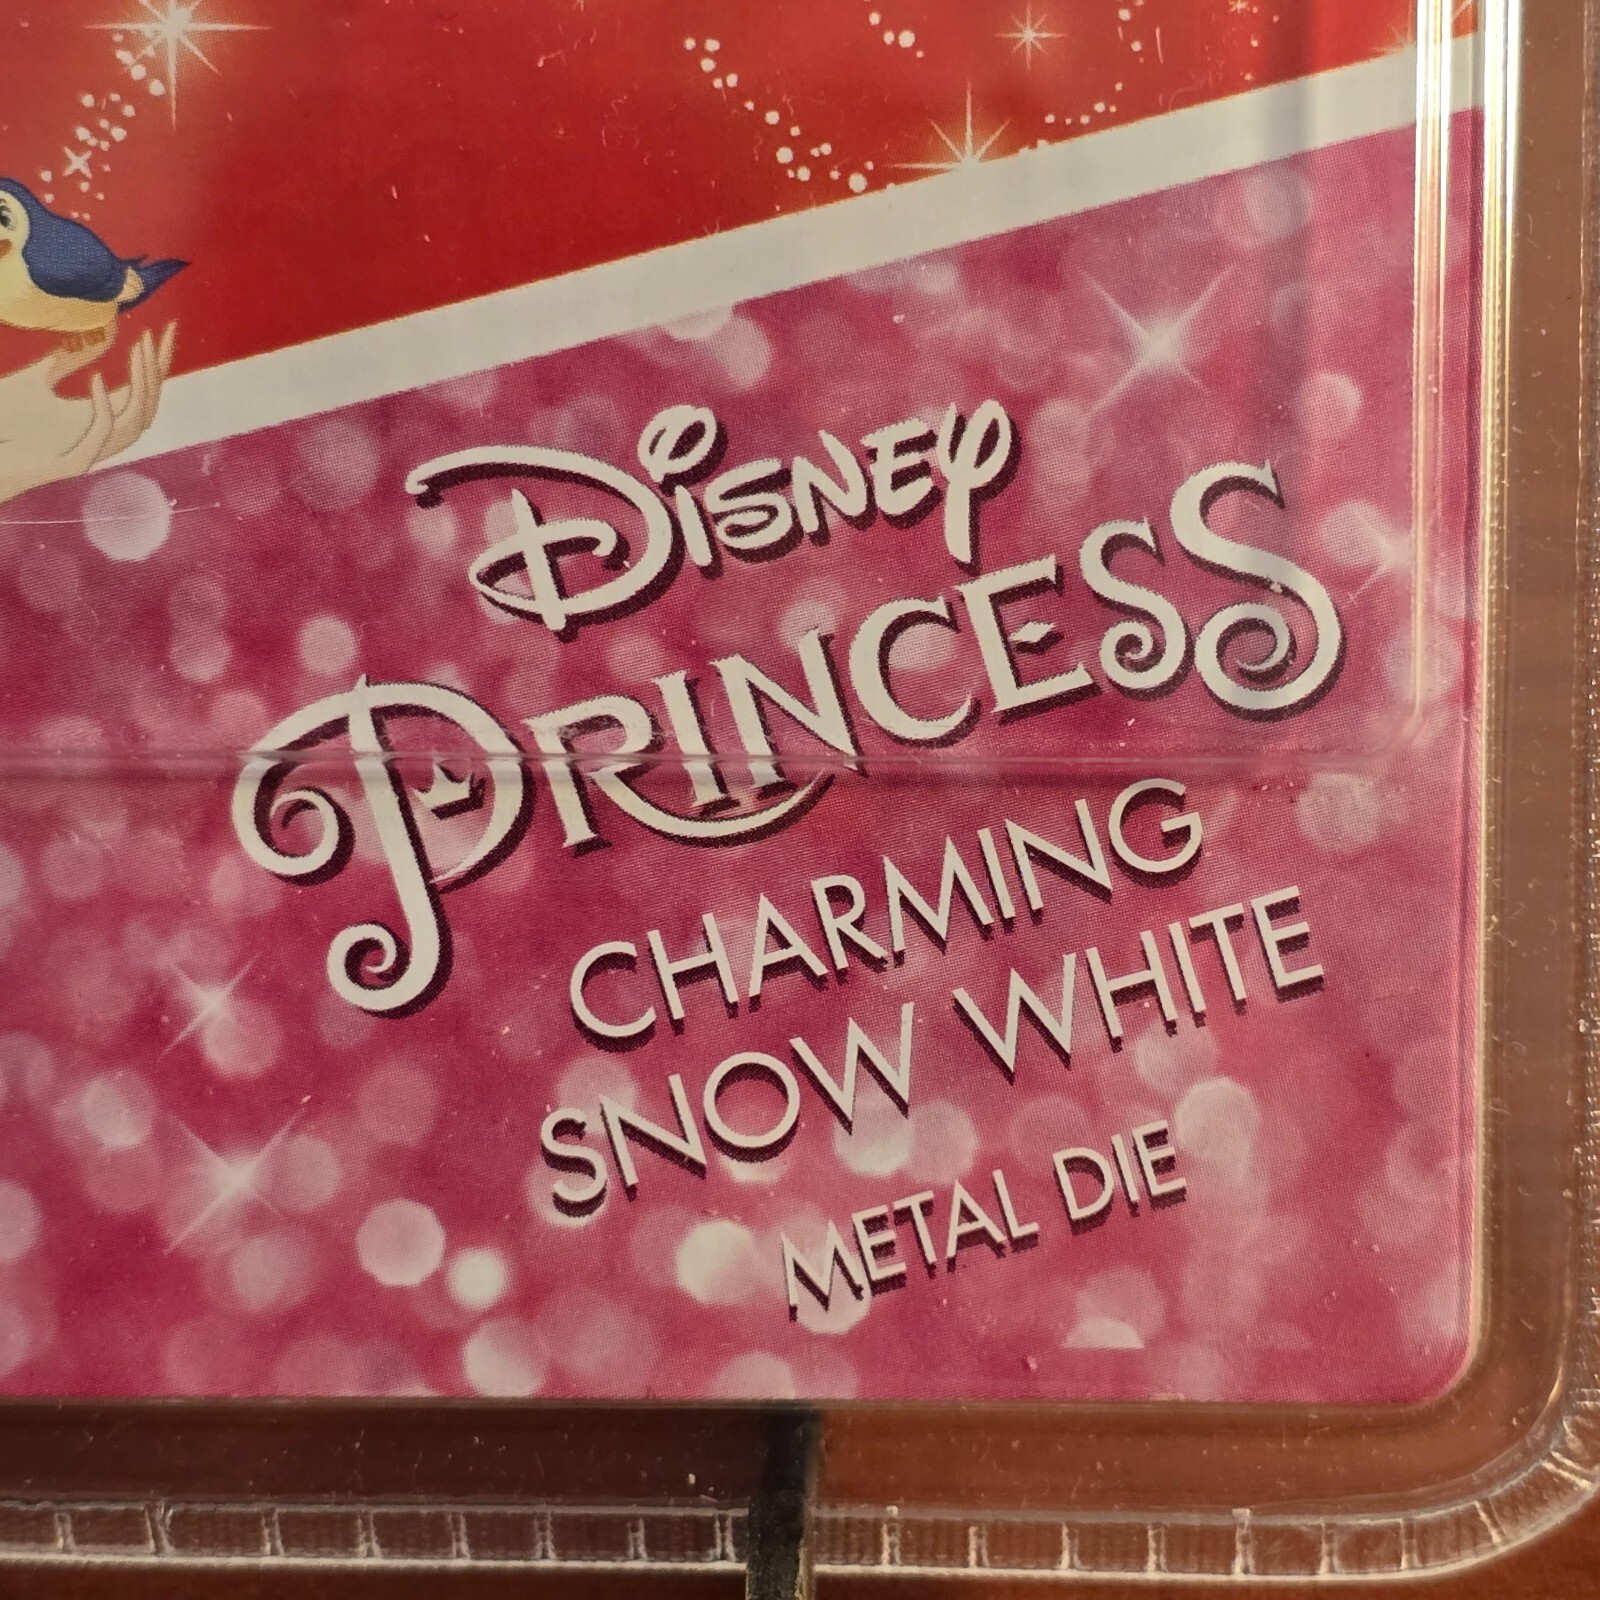 Disney
PRINCESS
CHARMING
SNOW WHITE
METAL DIE